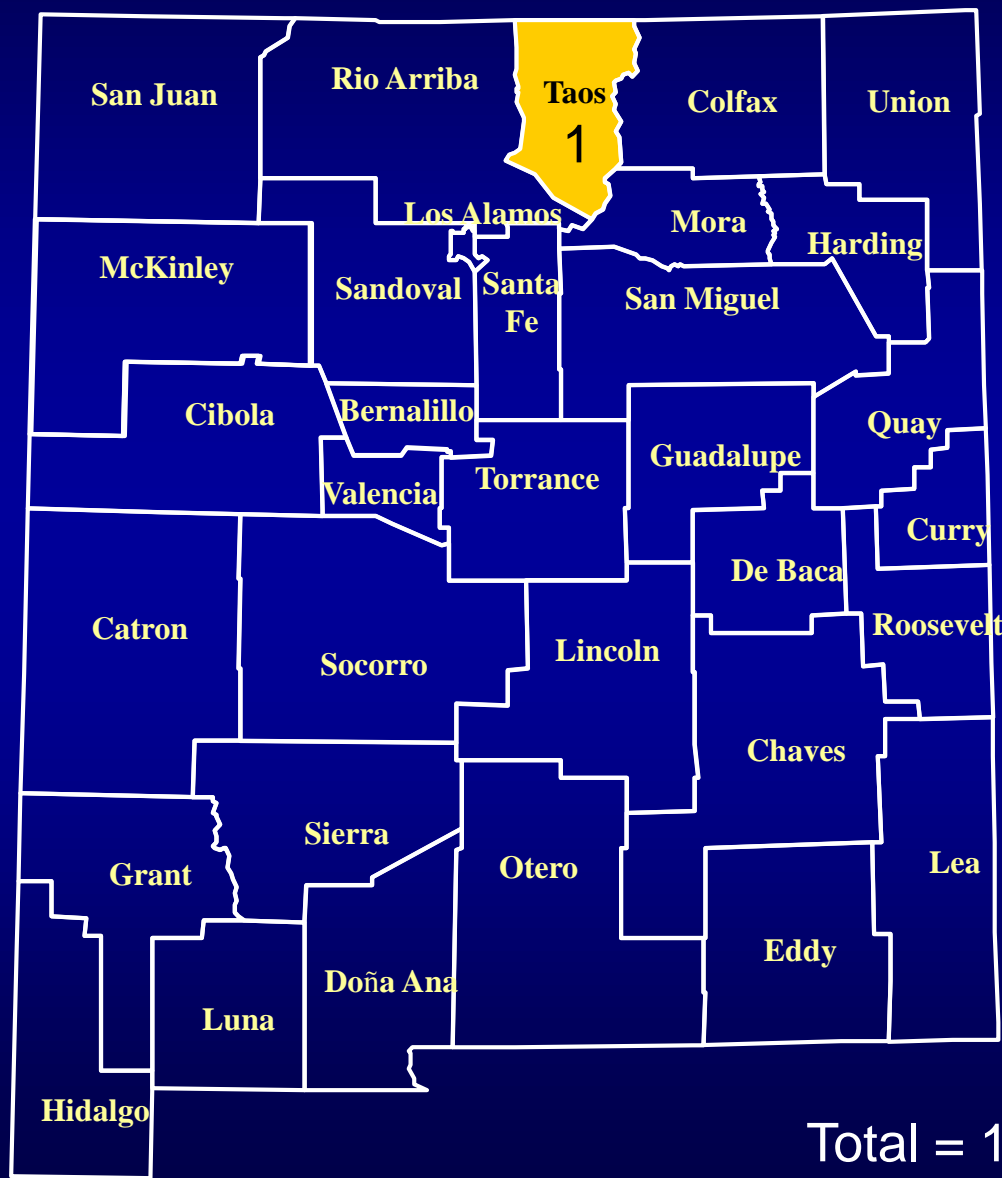 San Juan
Rio Arriba
Taos
1
Colfax
Union
Los Alamos
Mora
Harding
McKinley
Sandoval
Santa
Fe
San Miguel
Cibola
Bernalillo
Quay
Guadalupe
Torrance
Valencia
Curry
De Baca
Catron
Roosevelt
Socorro
Lincoln
Chaves
Sierra
Grant
Otero
Lea
Eddy
Doña Ana
Luna
Hidalgo
Total = 1